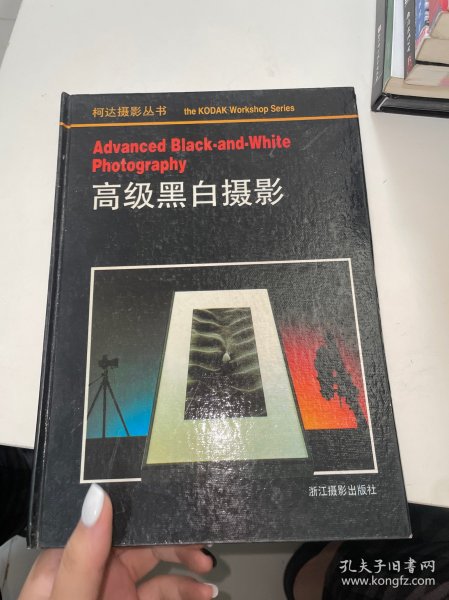 柯达摄影丛书 the KODAK Workshop Series
Advanced Black-and-White
Photography
高级黑白摄影
浙江摄影出版社
孔夫子旧书网
www.kongfz.com